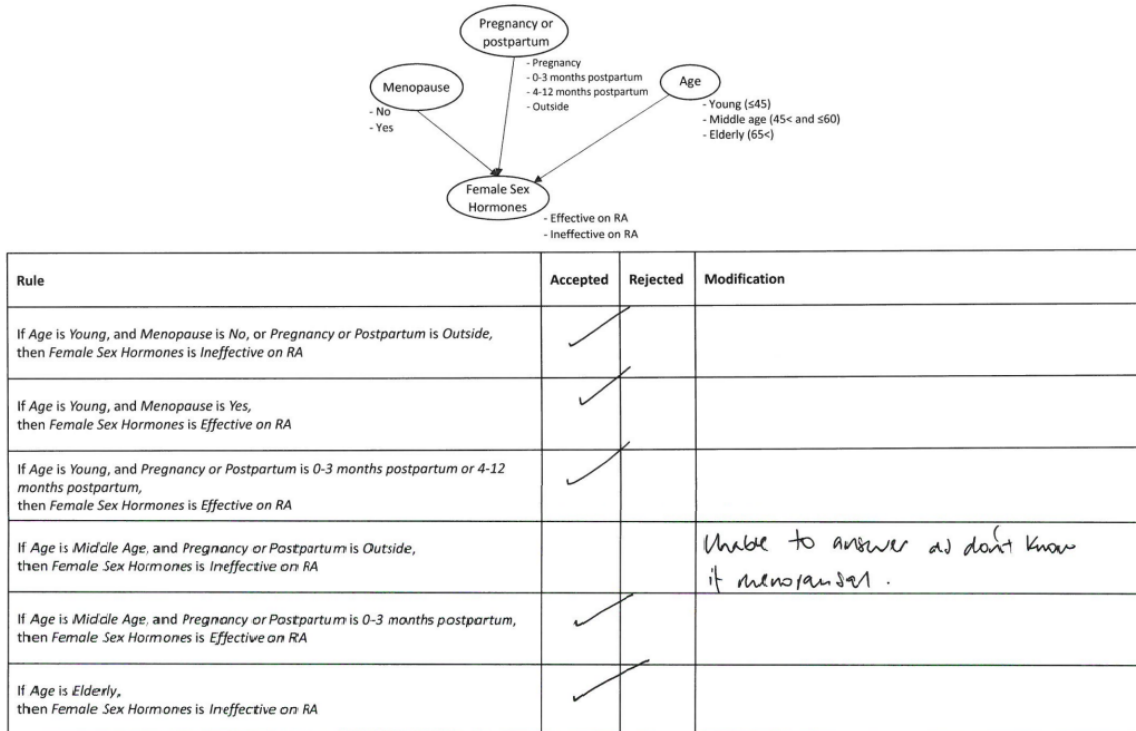 Pregnancy or
postpartum
- Pregnancy
- 0-3 months postpartum
- 4-12 months postpartum
- Outside
Menopause
- No
- Yes
Age
- Young (≤45)
- Middle age (45< and ≤60)
- Elderly (65<)
Female Sex
Hormones
- Effective on RA
- Ineffective on RA
Rule Accepted Rejected Modification
If Age is Young, and Menopause is No, or Pregnancy or Postpartum is Outside,
then Female Sex Hormones is Ineffective on RA
If Age is Young, and Menopause is Yes,
then Female Sex Hormones is Effective on RA
If Age is Young, and Pregnancy or Postpartum is 0-3 months postpartum or 4-12
months postpartum,
then Female Sex Hormones is Effective on RA
If Age is Middle Age, and Pregnancy or Postpartum is Outside,
then Female Sex Hormones is Ineffective on RA
Unable to answer as don't know
if menopausal.
If Age is Middle Age, and Pregnancy or Postpartum is 0-3 months postpartum,
then Female Sex Hormones is Effective on RA
If Age is Elderly,
then Female Sex Hormones is Ineffective on RA